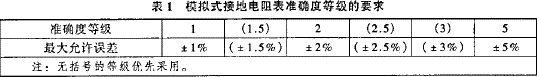 表1 模拟式接地电阻表准确度等级的要求
准确度等级 1 (1.5) 2 (2.5) (3) 5
最大允许误差 ±1% (±1.5%) ±2% (±2.5%) (±3%) ±5%
注：无括号的等级优先采用。